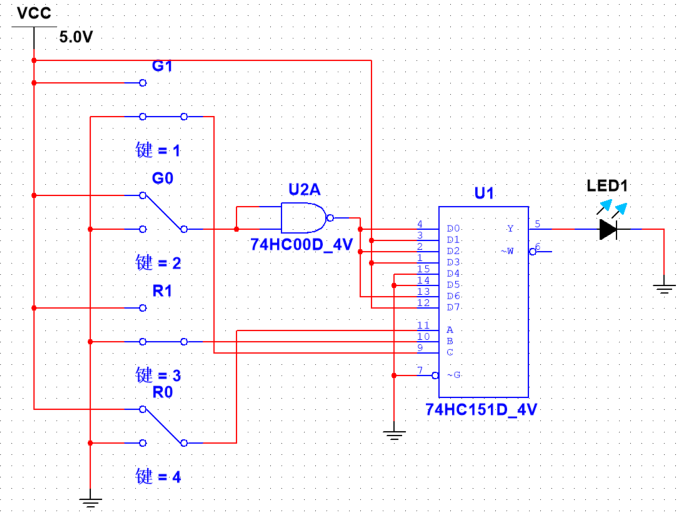 VCC
5.0V
G1
键 = 1
G0
键 = 2
R1
键 = 3
R0
键 = 4
U2A
74HC00D_4V
U1
4 D0 Y 5
3 D1
2 D2 ~W 6
1 D3
15 D4
14 D5
13 D6
12 D7
11 A
10 B
9 C
7 ~G
74HC151D_4V
LED1